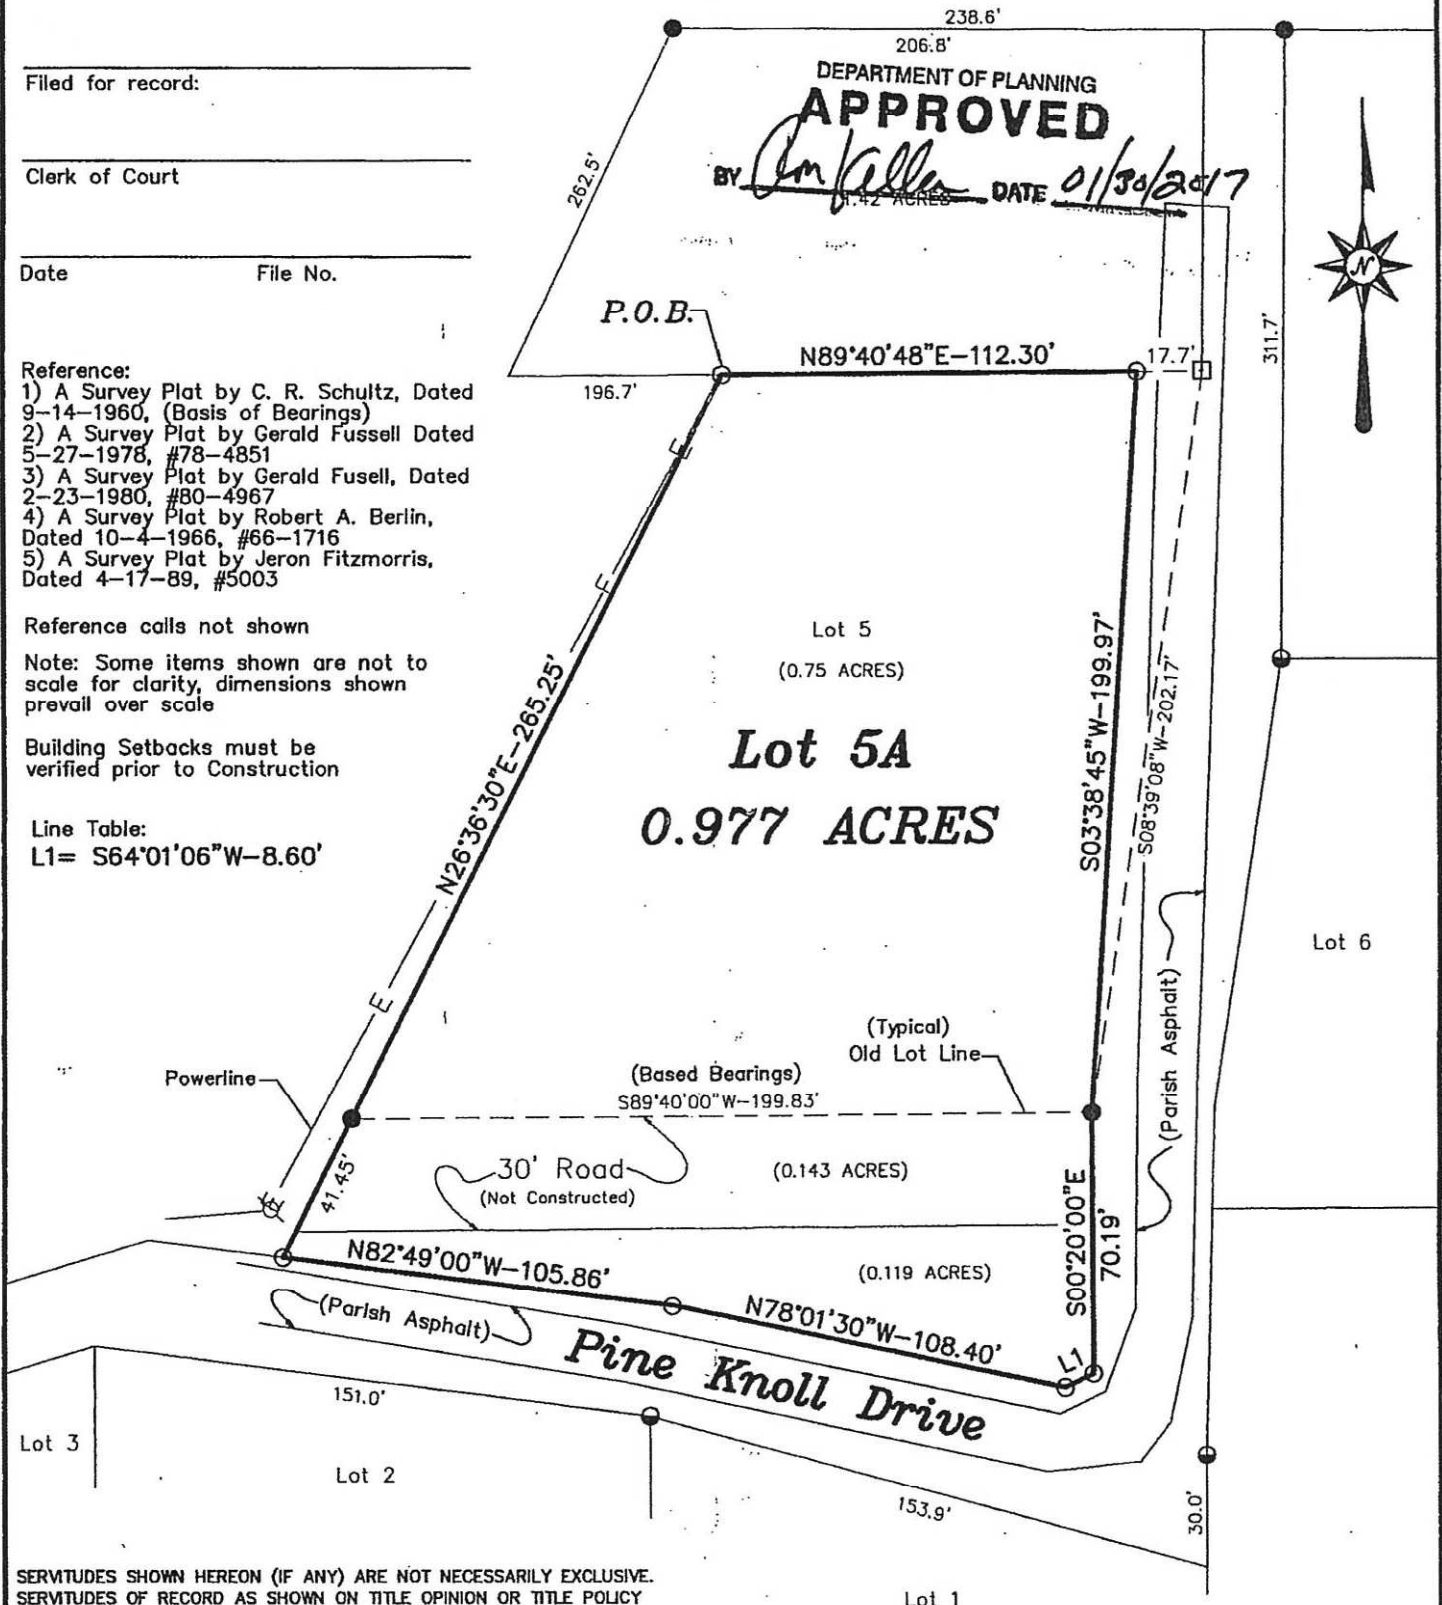 238.6'
206.8'
DEPARTMENT OF PLANNING
APPROVED
BY DATE 01/30/2017
1.42 ACRES
Filed for record:
Clerk of Court
Date File No.
262.5'
P.O.B.
N89°40'48"E-112.30'
17.7'
196.7'
311.7'
N
Reference:
1) A Survey Plat by C. R. Schultz, Dated
9-14-1960, (Basis of Bearings)
2) A Survey Plat by Gerald Fussell Dated
5-27-1978, #78-4851
3) A Survey Plat by Gerald Fusell, Dated
2-23-1980, #80-4967
4) A Survey Plat by Robert A. Berlin,
Dated 10-4-1966, #66-1716
5) A Survey Plat by Jeron Fitzmorris,
Dated 4-17-89, #5003
Reference calls not shown
Note: Some items shown are not to
scale for clarity, dimensions shown
prevail over scale
Building Setbacks must be
verified prior to Construction
Line Table:
L1= S64°01'06"W-8.60'
E
E
Lot 5
(0.75 ACRES)
Lot 5A
0.977 ACRES
N26°36'30"E-265.25'
S03°38'45"W-199.97'
S08°39'08"W-202.17'
Lot 6
E
(Typical)
Old Lot Line
(Parish Asphalt)
Powerline
(Based Bearings)
S89°40'00"W-199.83'
41.45'
E
30' Road
(Not Constructed)
(0.143 ACRES)
S00°20'00"E
70.19'
N82°49'00"W-105.86'
(0.119 ACRES)
N78°01'30"W-108.40'
L1
(Parish Asphalt)
Pine Knoll Drive
151.0'
Lot 3
Lot 2
153.9'
30.0'
SERVITUDES SHOWN HEREON (IF ANY) ARE NOT NECESSARILY EXCLUSIVE.
SERVITUDES OF RECORD AS SHOWN ON TITLE OPINION OR TITLE POLICY
Lot 1